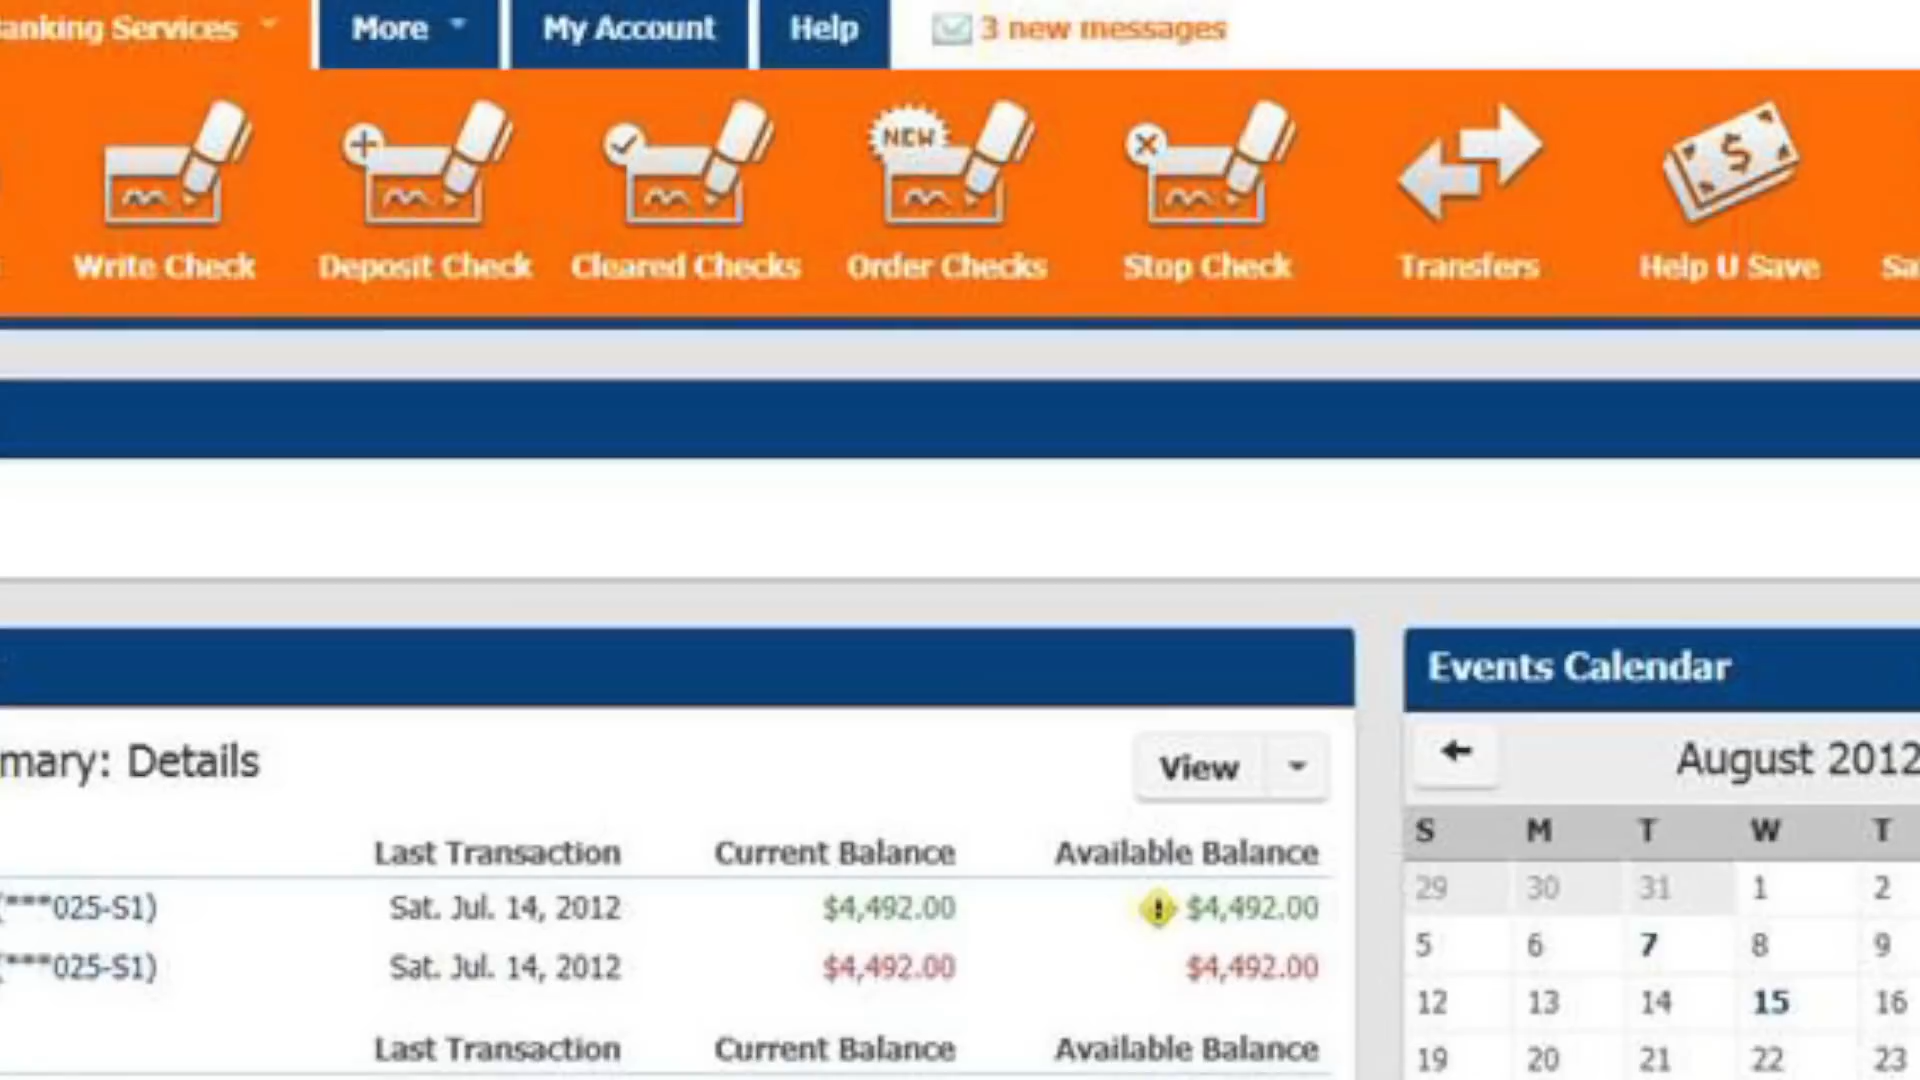 anking Services More My Account Help 3 new messages
NEW
$
Write Check Deposit Check Cleared Checks Order Checks Stop Check Transfers Help U Save Sa
Events Calendar
mary: Details View August 2012
S M T W T
Last Transaction Current Balance Available Balance
29 30 31 1 2
(***025-S1) Sat. Jul. 14, 2012 $4,492.00 ! $4,492.00
5 6 7 8 9
(***025-S1) Sat. Jul. 14, 2012 $4,492.00 $4,492.00
12 13 14 15 16
Last Transaction Current Balance Available Balance
19 20 21 22 23